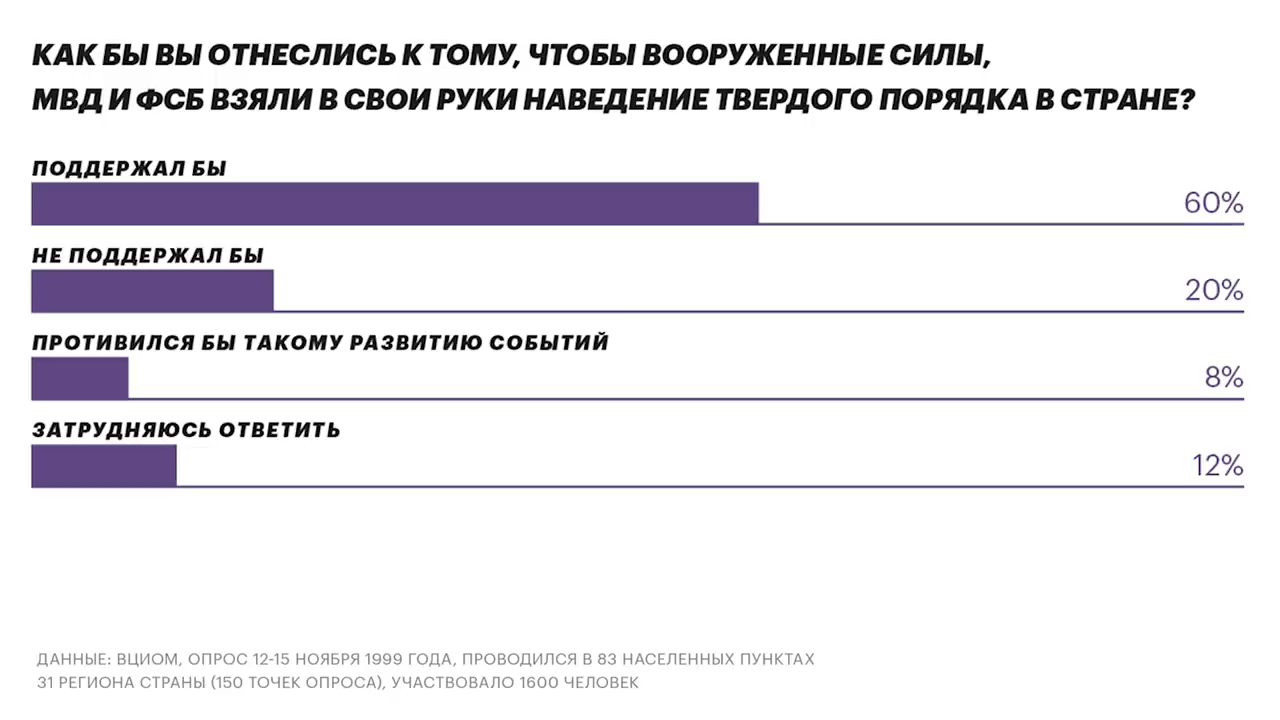 КАК БЫ ВЫ ОТНЕСЛИСЬ К ТОМУ, ЧТОБЫ ВООРУЖЕННЫЕ СИЛЫ,
МВД И ФСБ ВЗЯЛИ В СВОИ РУКИ НАВЕДЕНИЕ ТВЕРДОГО ПОРЯДКА В СТРАНЕ?
ПОДДЕРЖАЛ БЫ
60%
НЕ ПОДДЕРЖАЛ БЫ
20%
ПРОТИВИЛСЯ БЫ ТАКОМУ РАЗВИТИЮ СОБЫТИЙ
8%
ЗАТРУДНЯЮСЬ ОТВЕТИТЬ
12%
ДАННЫЕ: ВЦИОМ, ОПРОС 12-15 НОЯБРЯ 1999 ГОДА, ПРОВОДИЛСЯ В 83 НАСЕЛЕННЫХ ПУНКТАХ
31 РЕГИОНА СТРАНЫ (150 ТОЧЕК ОПРОСА), УЧАСТВОВАЛО 1600 ЧЕЛОВЕК